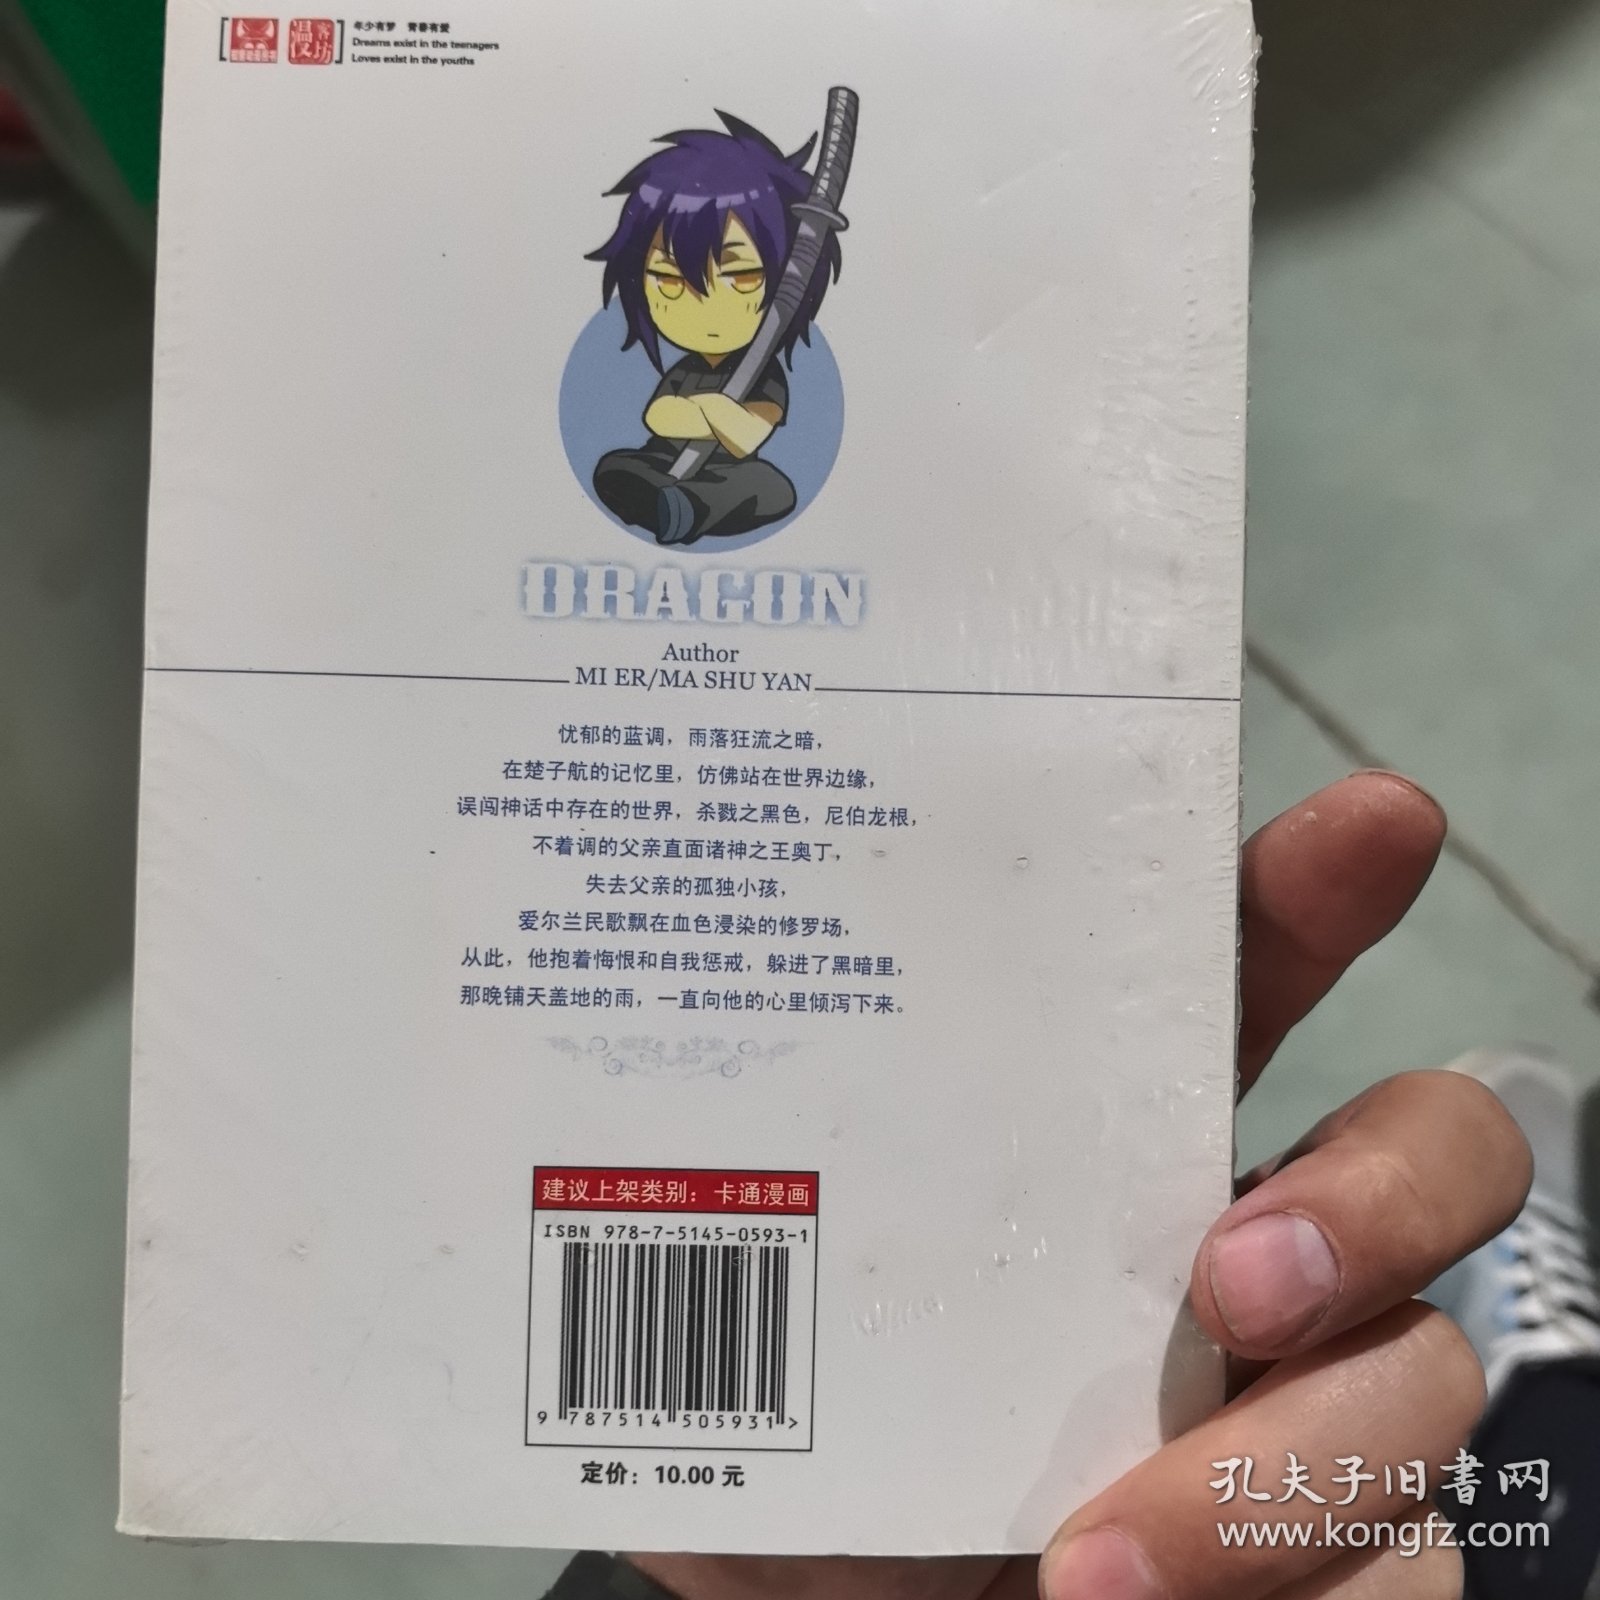 漫客坊
年少有梦 青春有爱
Dreams exist in the teenagers
Loves exist in the youths
DRAGON
Author
MI ER/MA SHU YAN
忧郁的蓝调，雨落狂流之暗，
在楚子航的记忆里，仿佛站在世界边缘，
误闯神话中存在的世界，杀戮之黑色，尼伯龙根，
不着调的父亲直面诸神之王奥丁，
失去父亲的孤独小孩，
爱尔兰民歌飘在血色浸染的修罗场，
从此，他抱着悔恨和自我惩戒，躲进了黑暗里，
那晚铺天盖地的雨，一直向他的心里倾泻下来。
建议上架类别：卡通漫画
ISBN 978-7-5145-0593-1
9 787514 505931 >
定价：10.00 元
孔夫子旧书网
www.kongfz.com